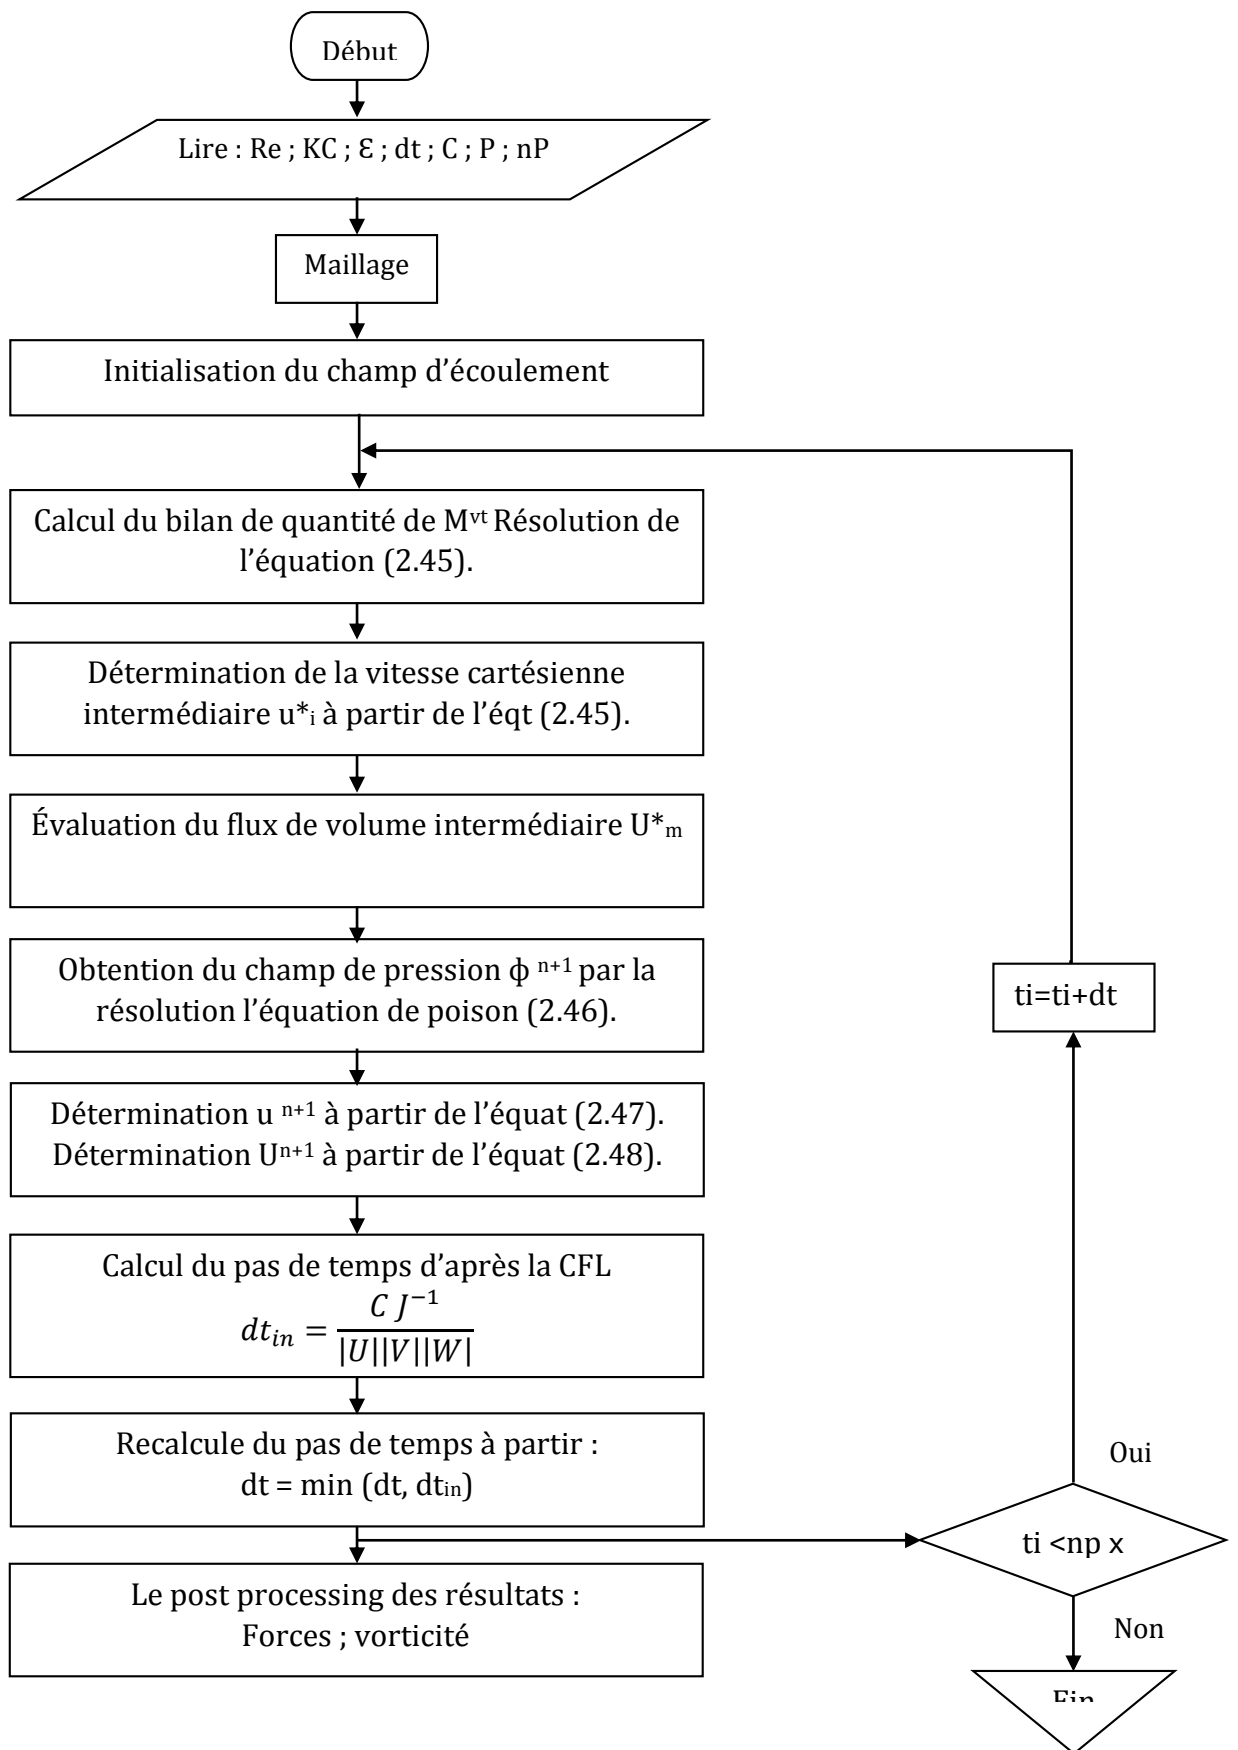 Début
Lire : Re ; KC ; Ɛ ; dt ; C ; P ; nP
Maillage
Initialisation du champ d’écoulement
Calcul du bilan de quantité de Mvt Résolution de
l’équation (2.45).
Détermination de la vitesse cartésienne
intermédiaire u*i à partir de l’éqt (2.45).
Évaluation du flux de volume intermédiaire U*m
Obtention du champ de pression ϕ n+1 par la
résolution l’équation de poison (2.46).
ti=ti+dt
Détermination u n+1 à partir de l’équat (2.47).
Détermination Un+1 à partir de l’équat (2.48).
Calcul du pas de temps d’après la CFL
dt_in = C J^−1 / |U||V||W|
Recalcule du pas de temps à partir :
dt = min (dt, dtin)
Oui
ti <np x
Le post processing des résultats :
Forces ; vorticité
Non
Fin